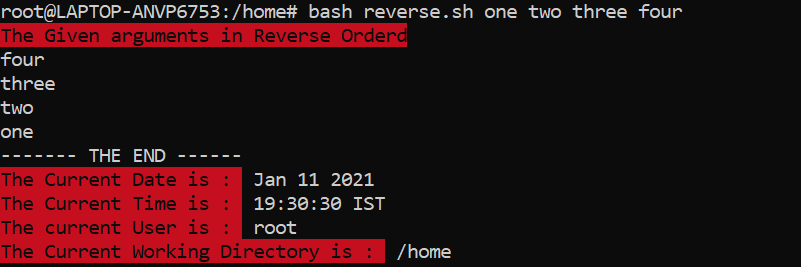 root@LAPTOP-ANVP6753:/home# bash reverse.sh one two three four
The Given arguments in Reverse Orderd
four
three
two
one
------- THE END ------
The Current Date is :  Jan 11 2021
The Current Time is :  19:30:30 IST
The current User is :  root
The Current Working Directory is :  /home